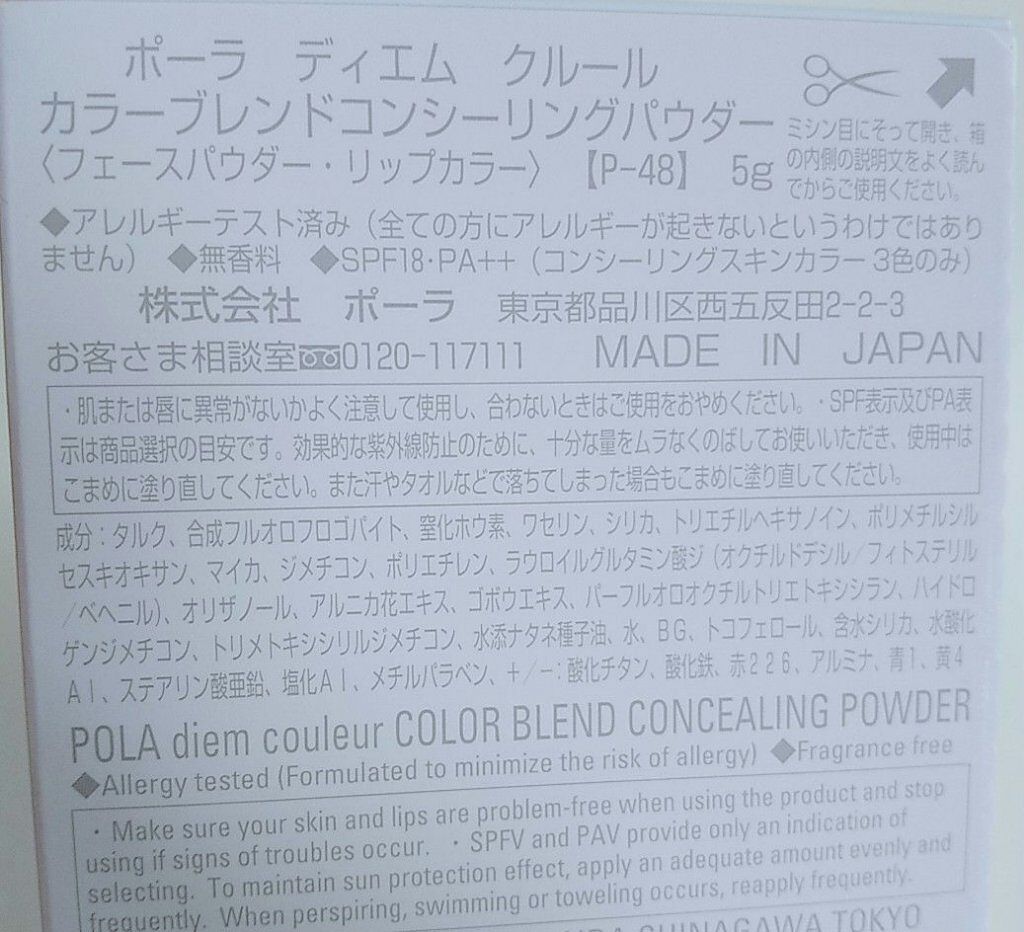 ポーラ ディエム クルール
カラーブレンドコンシーリングパウダー
〈フェースパウダー・リップカラー〉【P-48】 5g
ミシン目にそって開き、箱
の内側の説明文をよく読ん
でからご使用ください。
◆アレルギーテスト済み（全ての方にアレルギーが起きないというわけではあり
ません） ◆無香料 ◆SPF18・PA++（コンシーリングスキンカラー 3色のみ）
株式会社 ポーラ 東京都品川区西五反田2-2-3
お客さま相談室0120-117111 MADE IN JAPAN
・肌または唇に異常がないかよく注意して使用し、合わないときはご使用をおやめください。・SPF表示及びPA表
示は商品選択の目安です。効果的な紫外線防止のために、十分な量をムラなくのばしてお使いいただき、使用中は
こまめに塗り直してください。また汗やタオルなどで落ちてしまった場合もこまめに塗り直してください。
成分：タルク、合成フルオロフロゴパイト、窒化ホウ素、ワセリン、シリカ、トリエチルヘキサノイン、ポリメチルシル
セスキオキサン、マイカ、ジメチコン、ポリエチレン、ラウロイルグルタミン酸ジ（オクチルドデシル／フィトステリル
／ベヘニル）、オリザノール、アルニカ花エキス、ゴボウエキス、パーフルオロオクチルトリエトキシシラン、ハイドロ
ゲンジメチコン、トリメトキシシリルジメチコン、水添ナタネ種子油、水、ＢＧ、トコフェロール、含水シリカ、水酸化
Ａｌ、ステアリン酸亜鉛、塩化Ａｌ、メチルパラベン、＋／－：酸化チタン、酸化鉄、赤２２６、アルミナ、青１、黄４
POLA diem couleur COLOR BLEND CONCEALING POWDER
◆Allergy tested (Formulated to minimize the risk of allergy) ◆Fragrance free
・Make sure your skin and lips are problem-free when using the product and stop
using if signs of troubles occur. ・SPFV and PAV provide only an indication of
selecting. To maintain sun protection effect, apply an adequate amount evenly and
frequently. When perspiring, swimming or toweling occurs, reapply frequently.
SHINAGAWA TOKYO